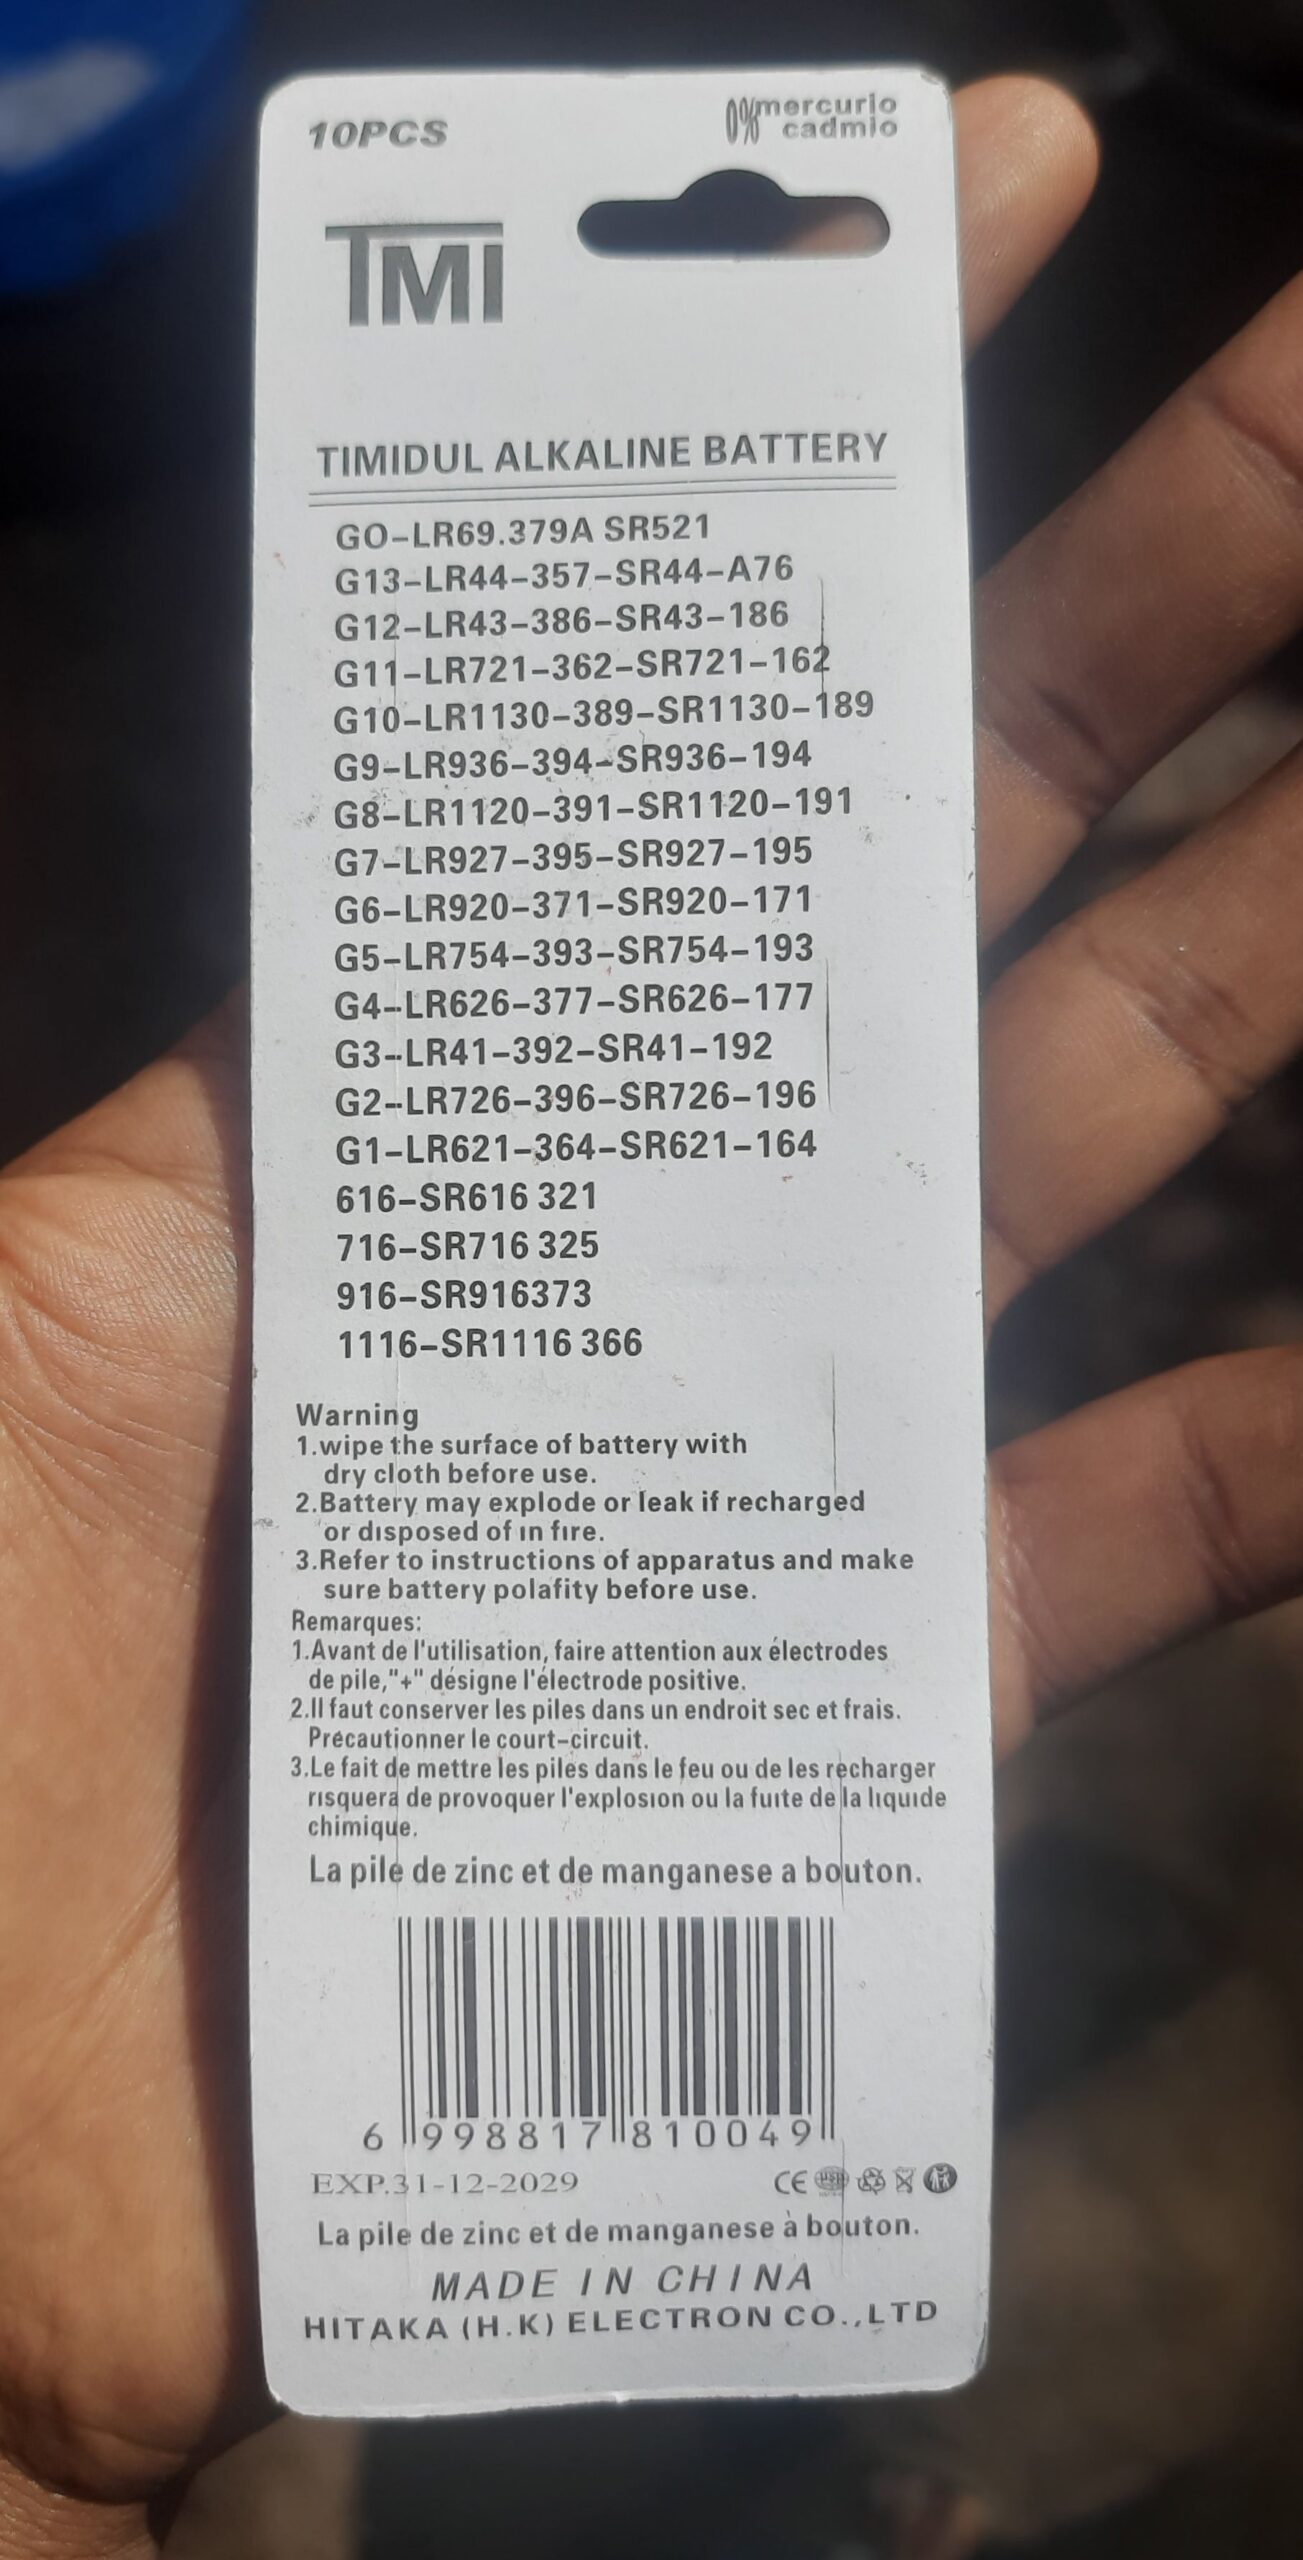 10PCS
0% mercurio
cadmio
TMI
TIMIDUL ALKALINE BATTERY
GO-LR69.379A SR521
G13-LR44-357-SR44-A76
G12-LR43-386-SR43-186
G11-LR721-362-SR721-162
G10-LR1130-389-SR1130-189
G9-LR936-394-SR936-194
G8-LR1120-391-SR1120-191
G7-LR927-395-SR927-195
G6-LR920-371-SR920-171
G5-LR754-393-SR754-193
G4-LR626-377-SR626-177
G3-LR41-392-SR41-192
G2-LR726-396-SR726-196
G1-LR621-364-SR621-164
616-SR616 321
716-SR716 325
916-SR916373
1116-SR1116 366
Warning
1.wipe the surface of battery with
dry cloth before use.
2.Battery may explode or leak if recharged
or disposed of in fire.
3.Refer to instructions of apparatus and make
sure battery polafity before use.
Remarques:
1.Avant de l'utilisation, faire attention aux électrodes
de pile,"+" désigne l'électrode positive.
2.Il faut conserver les piles dans un endroit sec et frais.
Précautionner le court-circuit.
3.Le fait de mettre les piles dans le feu ou de les recharger
risquera de provoquer l'explosion ou la fuite de la liquide
chimique.
La pile de zinc et de manganese a bouton.
6 998817 810049
EXP.31-12-2029
CE
La pile de zinc et de manganese à bouton.
MADE IN CHINA
HITAKA (H.K) ELECTRON CO.,LTD